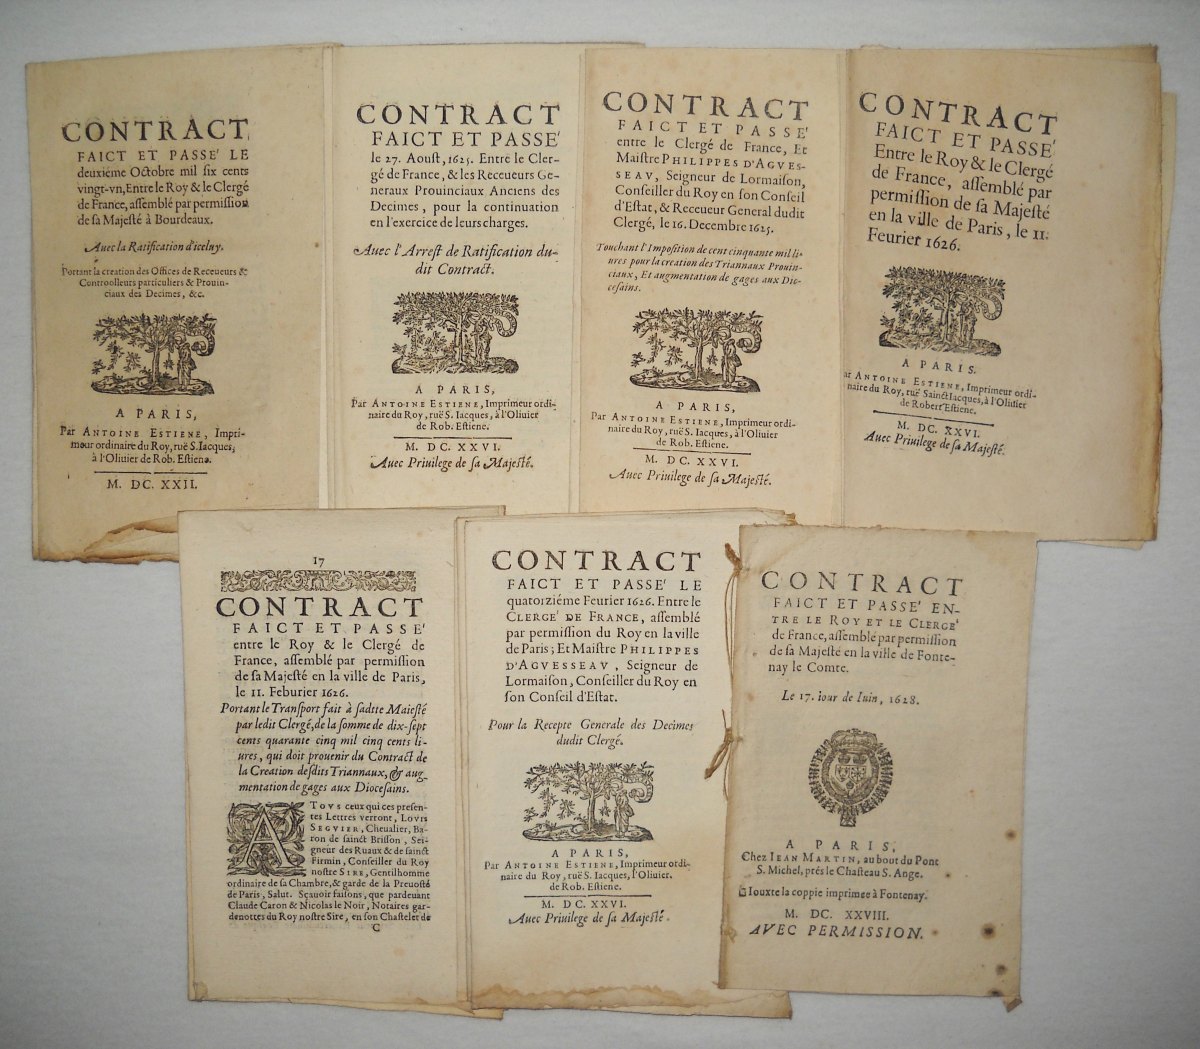 CONTRACT
FAICT ET PASSE' LE
deuxiéme Octobre mil six cents
vingt-vn, Entre le Roy & le Clergé
de France, assemblé par permission
de sa Majesté à Bourdeaux.
Auec la Ratification d'iceluy.
Portant la creation des Offices de Receueurs &
Controolleurs particuliers & Prouin-
ciaux des Decimes, &c.
A PARIS,
Par ANTOINE ESTIENE, Impri-
meur ordinaire du Roy, ruë S. Iacques,
à l'Oliuier de Rob. Estiene.
M. DC. XXII.
CONTRACT
FAICT ET PASSE'
le 27. Aoust, 1625. Entre le Cler-
gé de France, & les Receueurs Ge-
neraux Prouinciaux Anciens des
Decimes, pour la continuation
en l'exercice de leurs charges.
Auec l'Arrest de Ratification du-
dit Contract.
A PARIS,
Par ANTOINE ESTIENE, Imprimeur ordi-
naire du Roy, ruë S. Iacques, à l'Oliuier
de Rob. Estiene.
M. DC. XXVI.
Auec Priuilege de sa Majesté.
CONTRACT
FAICT ET PASSE'
entre le Clergé de France, Et
Maistre PHILIPPES D'AGVES-
SEAV, Seigneur de Lormaison,
Conseiller du Roy en son Conseil
d'Estat, & Receueur General dudit
Clergé, le 16. Decembre 1625.
Touchant l'Imposition de cent cinquante mil li-
ures pour la creation des Triannaux Prouin-
ciaux, Et augmentation de gages aux Dio-
cesains.
A PARIS,
Par ANTOINE ESTIENE, Imprimeur ordi-
naire du Roy, ruë S. Iacques, à l'Oliuier
de Rob. Estiene.
M. DC. XXVI.
Auec Priuilege de sa Majesté.
CONTRACT
FAICT ET PASSE'
Entre le Roy & le Clergé
de France, assemblé par
permission de sa Majesté
en la ville de Paris, le 11.
Feurier 1626.
A PARIS.
ar ANTOINE ESTIENE, Imprimeur ordi-
naire du Roy, ruë Sainct Iacques, à l'Oliuier
de Robert Estiene.
M. DC. XXVI.
Auec Priuilege de sa Majesté.
17
CONTRACT
FAICT ET PASSE'
entre le Roy & le Clergé de
France, assemblé par permission
de sa Majesté en la ville de Paris,
le 11. Feburier 1626.
Portant le Transport fait à sadite Maiesté
par ledit Clergé, de la somme de dix-sept
cents quarante cinq mil cinq cents li-
ures, qui doit prouenir du Contract de
la Creation desdits Triannaux, & aug-
mentation de gages aux Diocesains.
A TOVS ceux qui ces presen-
tes Lettres verront, LOVIS
SEGVIER, Cheualier, Ba-
ron de sainct Brisson, Sei-
gneur des Ruaux & de sainct
Firmin, Conseiller du Roy
nostre SIRE, Gentilhomme
ordinaire de sa Chambre, & garde de la Preuosté
de Paris, Salut. Sçauoir faisons, que pardeuant
Claude Caron & Nicolas le Noir, Notaires gar-
denottes du Roy nostre Sire, en son Chastelet de
C
CONTRACT
FAICT ET PASSE' LE
quatorziéme Feurier 1626. Entre le
CLERGE' DE FRANCE, assemblé
par permission du Roy en la ville
de Paris; Et Maistre PHILIPPES
D'AGVESSEAV, Seigneur de
Lormaison, Conseiller du Roy en
son Conseil d'Estat.
Pour la Recepte Generale des Decimes
dudit Clergé.
A PARIS,
Par ANTOINE ESTIENE, Imprimeur ordi-
naire du Roy, ruë S. Iacques, l'Oliuier.
de Rob. Estiene.
M. DC. XXVI.
Auec Priuilege de sa Majesté.
CONTRACT
FAICT ET PASSE' EN-
TRE LE ROY ET LE CLERGE'
de France, assemblé par permission
de sa Majesté en la ville de Fonte-
nay le Comte.
Le 17. iour de Iuin, 1628.
A PARIS,
Chez IEAN MARTIN, au bout du Pont
S. Michel, prés le Chasteau S. Ange.
Iouxte la coppie imprimee à Fontenay.
M. DC. XXVIII.
AVEC PERMISSION.